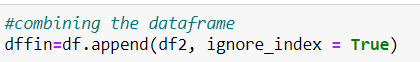 #combining the dataframe
dffin=df.append(df2, ignore_index = True)